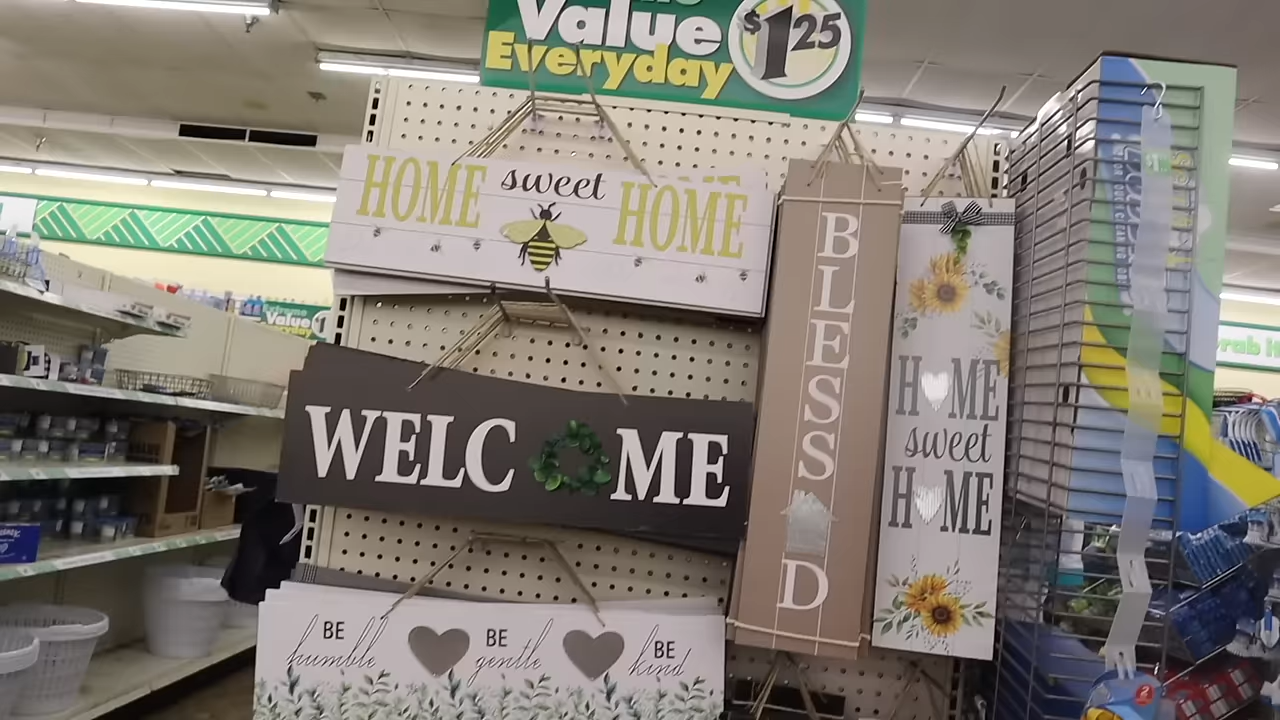 Value
Everyday
$1.25
HOME sweet HOME
WELC ME
BE humble BE gentle BE kind
BLESS D
H ME
sweet
H ME
Value